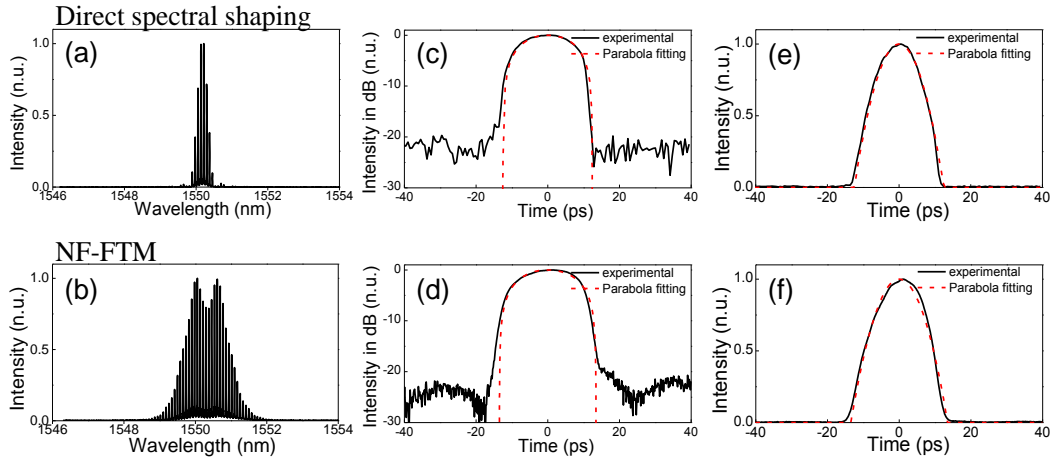 Direct spectral shaping
(a)
Intensity (n.u.)
1.0
0.5
0.0
1546 1548 1550 1552 1554
Wavelength (nm)
(c)
experimental
Parabola fitting
Intensity in dB (n.u.)
0
-10
-20
-30
-40 -20 0 20 40
Time (ps)
(e)
experimental
Parabola fitting
Intensity (n.u.)
1.0
0.5
0.0
-40 -20 0 20 40
Time (ps)
NF-FTM
(b)
Intensity (n.u.)
1.0
0.5
0.0
1546 1548 1550 1552 1554
Wavelength (nm)
(d)
experimental
Parabola fitting
Intensity in dB (n.u.)
0
-10
-20
-30
-40 -20 0 20 40
Time (ps)
(f)
experimental
Parabola fitting
Intensity (n.u.)
1.0
0.5
0.0
-40 -20 0 20 40
Time (ps)